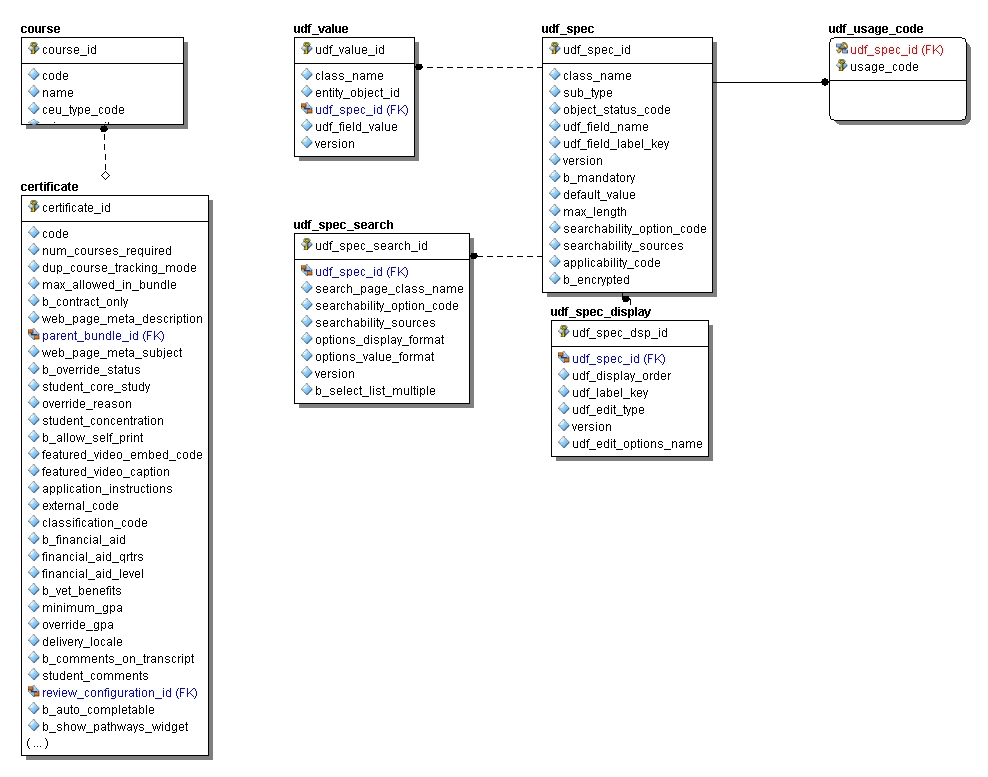 course
course_id
code
name
ceu_type_code
certificate
certificate_id
code
num_courses_required
dup_course_tracking_mode
max_allowed_in_bundle
b_contract_only
web_page_meta_description
parent_bundle_id (FK)
web_page_meta_subject
b_override_status
student_core_study
override_reason
student_concentration
b_allow_self_print
featured_video_embed_code
featured_video_caption
application_instructions
external_code
classification_code
b_financial_aid
financial_aid_qrtrs
financial_aid_level
b_vet_benefits
minimum_gpa
override_gpa
delivery_locale
b_comments_on_transcript
student_comments
review_configuration_id (FK)
b_auto_completable
b_show_pathways_widget
(...)
udf_value
udf_value_id
class_name
entity_object_id
udf_spec_id (FK)
udf_field_value
version
udf_spec_search
udf_spec_search_id
udf_spec_id (FK)
search_page_class_name
searchability_option_code
searchability_sources
options_display_format
options_value_format
version
b_select_list_multiple
udf_spec
udf_spec_id
class_name
sub_type
object_status_code
udf_field_name
udf_field_label_key
version
b_mandatory
default_value
max_length
searchability_option_code
searchability_sources
applicability_code
b_encrypted
udf_spec_display
udf_spec_dsp_id
udf_spec_id (FK)
udf_display_order
udf_label_key
udf_edit_type
version
udf_edit_options_name
udf_usage_code
udf_spec_id (FK)
usage_code